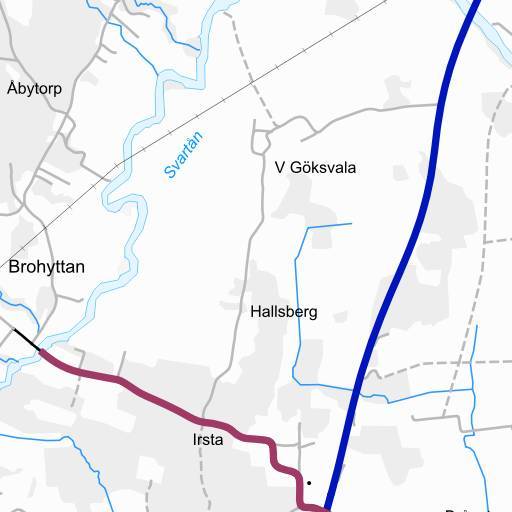 Åbytorp
Svartån
V Göksvala
Brohyttan
Hallsberg
Irsta